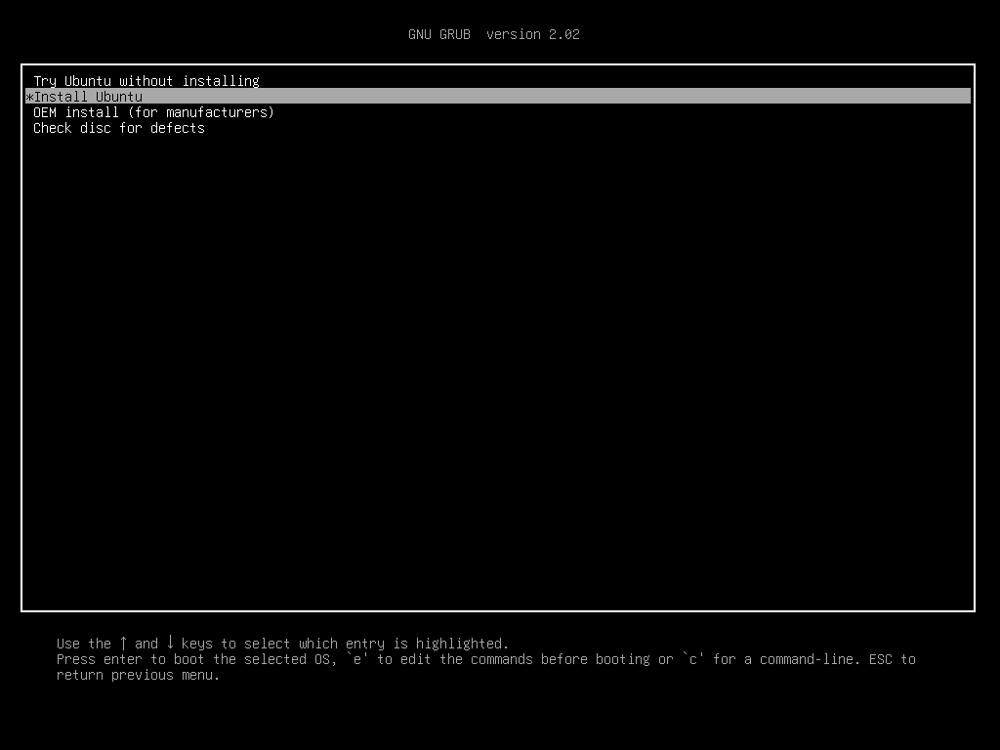 GNU GRUB  version 2.02
Try Ubuntu without installing
*Install Ubuntu
OEM install (for manufacturers)
Check disc for defects
Use the ↑ and ↓ keys to select which entry is highlighted.
Press enter to boot the selected OS, `e' to edit the commands before booting or `c' for a command-line. ESC to
return previous menu.